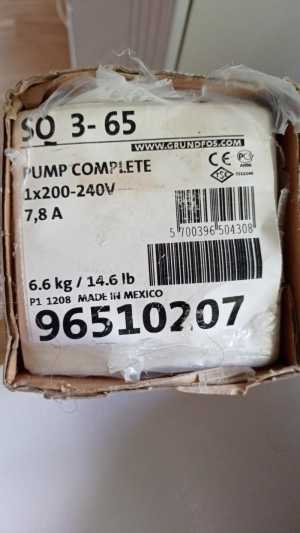 SQ 3- 65
WWW.GRUNDFOS.COM
PUMP COMPLETE
1x200-240V
7,8 A
5 700396 504308
6.6 kg / 14.6 lb
P1 1208 MADE IN MEXICO
96510207